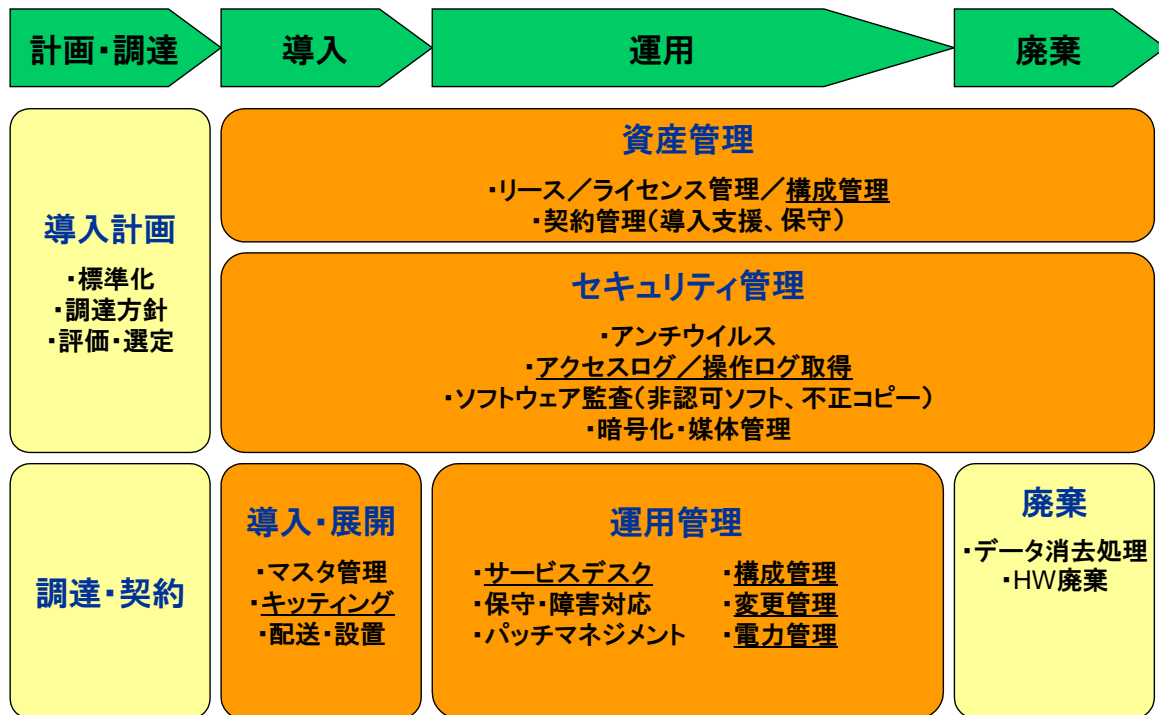 計画・調達
導入
運用
廃棄
導入計画
・標準化
・調達方針
・評価・選定
資産管理
・リース／ライセンス管理／構成管理
・契約管理（導入支援、保守）
セキュリティ管理
・アンチウイルス
・アクセスログ／操作ログ取得
・ソフトウェア監査（非認可ソフト、不正コピー）
・暗号化・媒体管理
調達・契約
導入・展開
・マスタ管理
・キッティング
・配送・設置
運用管理
・サービスデスク
・保守・障害対応
・パッチマネジメント
・構成管理
・変更管理
・電力管理
廃棄
・データ消去処理
・HW廃棄